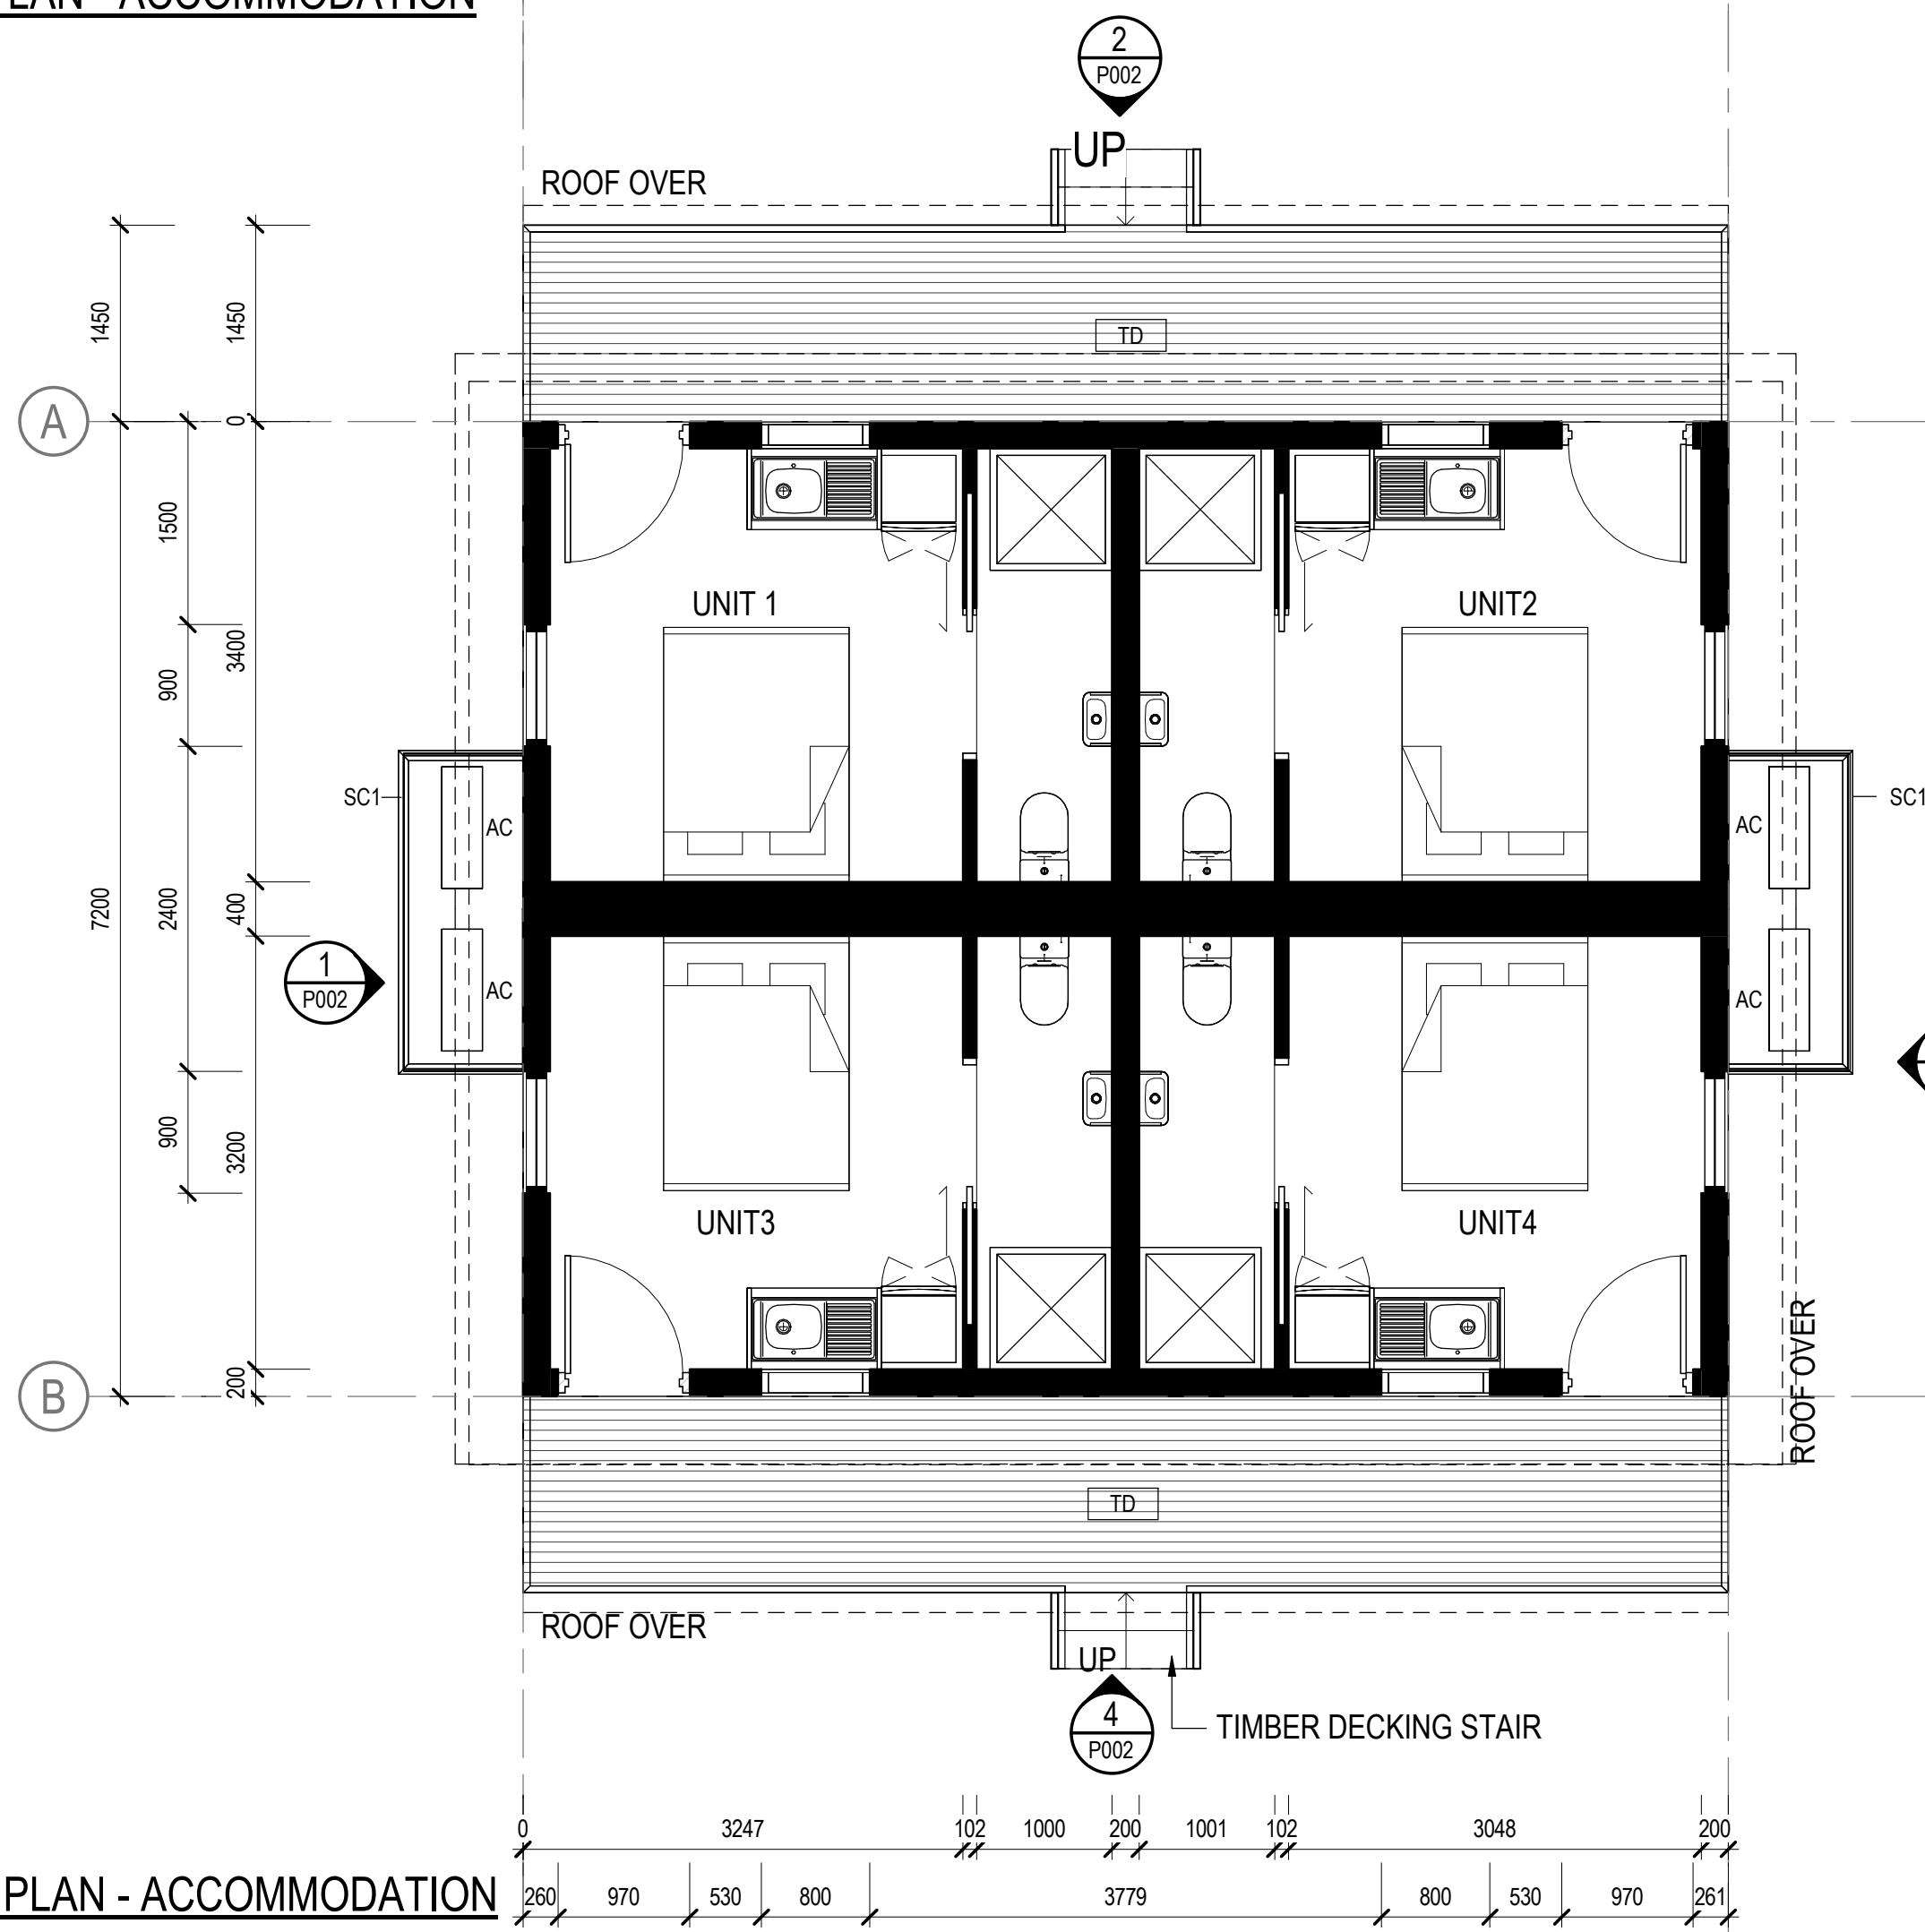 PLAN - ACCOMMODATION
2
P002
UP
ROOF OVER
1450
1450
TD
A
0
1500
UNIT 1
UNIT2
3400
900
SC1
AC
AC
SC1
7200
2400
400
1
P002
AC
AC
900
3200
UNIT3
UNIT4
ROOF OVER
B
200
TD
ROOF OVER
UP
4
P002
TIMBER DECKING STAIR
0 3247 102 1000 200 1001 102 3048 200
PLAN - ACCOMMODATION
260 970 530 800 3779 800 530 970 261